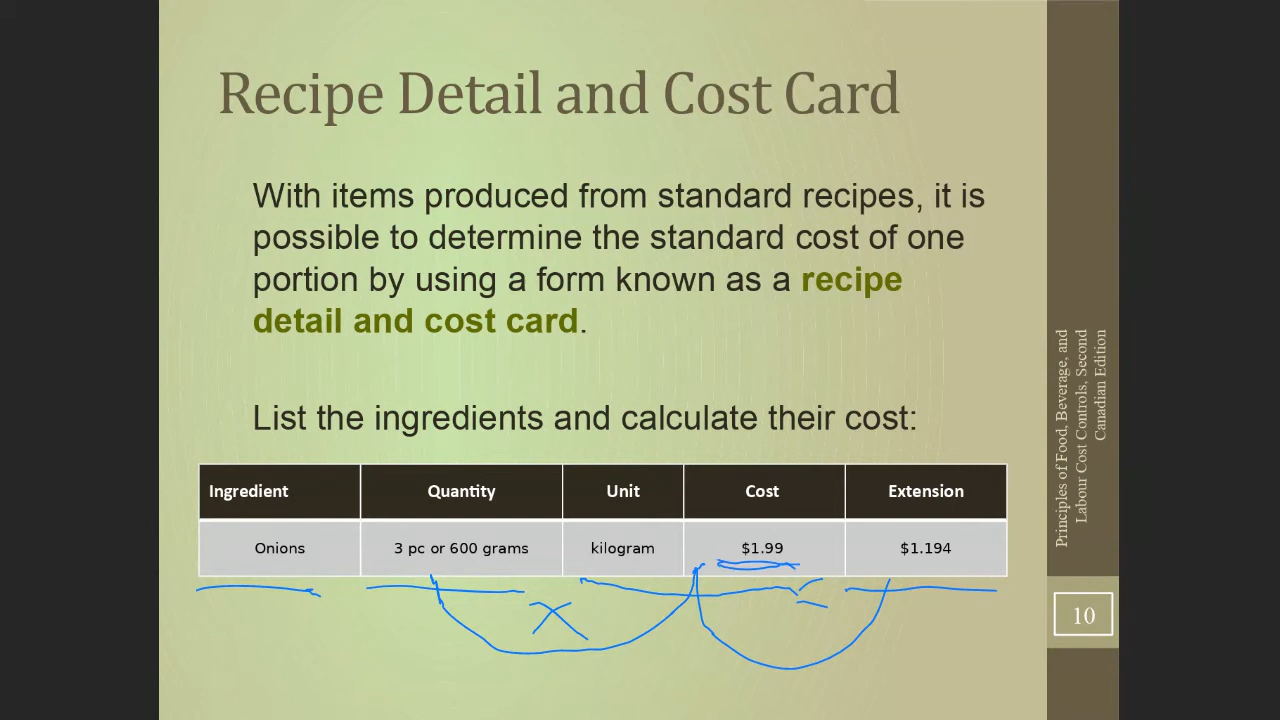 Recipe Detail and Cost Card
With items produced from standard recipes, it is
possible to determine the standard cost of one
portion by using a form known as a recipe
detail and cost card.
List the ingredients and calculate their cost:
Ingredient Quantity Unit Cost Extension
Onions 3 pc or 600 grams kilogram $1.99 $1.194
X =
Principles of Food, Beverage, and
Labour Cost Controls, Second
Canadian Edition
10